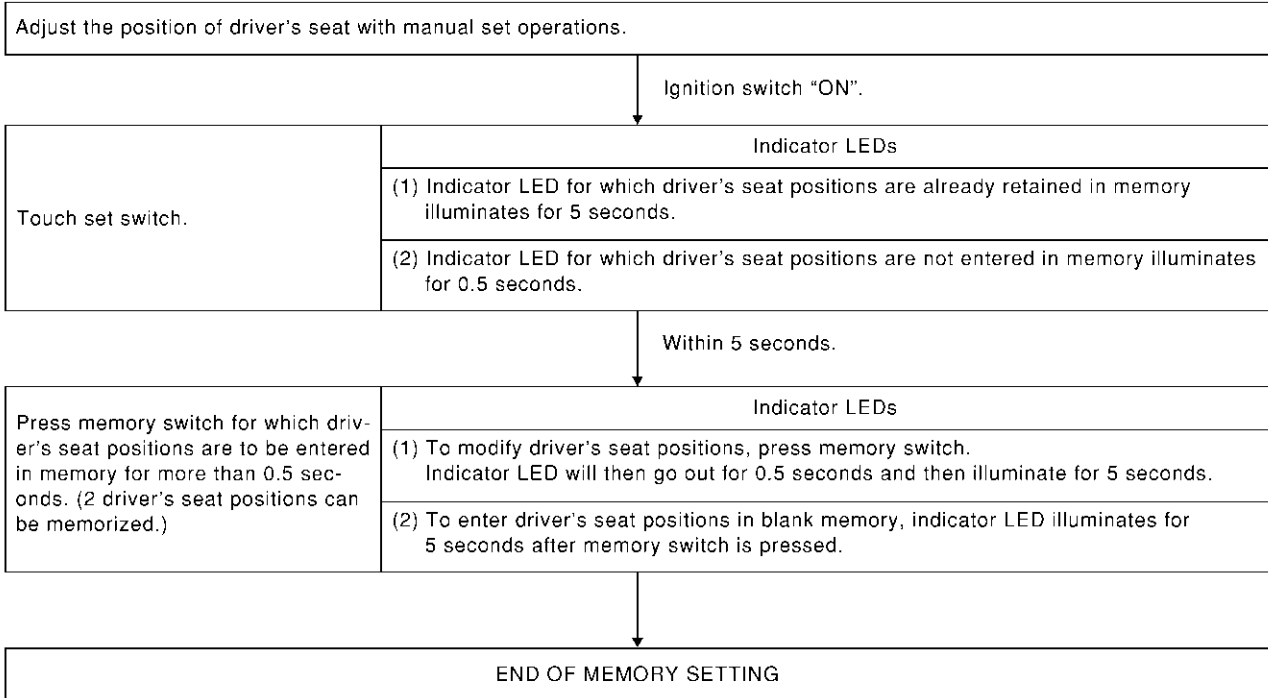 Adjust the position of driver's seat with manual set operations.
Ignition switch “ON”.
Touch set switch.
Indicator LEDs
(1) Indicator LED for which driver's seat positions are already retained in memory
illuminates for 5 seconds.
(2) Indicator LED for which driver's seat positions are not entered in memory illuminates
for 0.5 seconds.
Within 5 seconds.
Press memory switch for which driv-
er's seat positions are to be entered
in memory for more than 0.5 sec-
onds. (2 driver's seat positions can
be memorized.)
Indicator LEDs
(1) To modify driver's seat positions, press memory switch.
Indicator LED will then go out for 0.5 seconds and then illuminate for 5 seconds.
(2) To enter driver's seat positions in blank memory, indicator LED illuminates for
5 seconds after memory switch is pressed.
END OF MEMORY SETTING